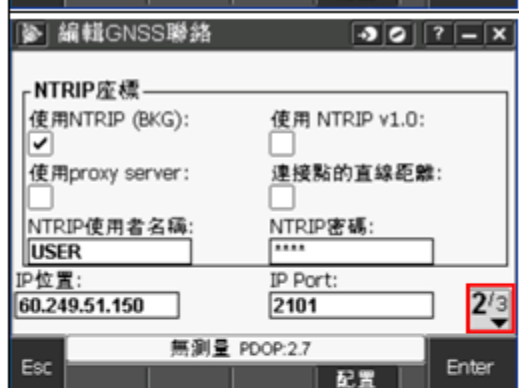 編輯GNSS聯絡 ? – ×
NTRIP座標
使用NTRIP (BKG): 使用 NTRIP v1.0:
使用proxy server: 連接點的直線距離:
NTRIP使用者名稱: NTRIP密碼:
USER ****
IP位置: IP Port:
60.249.51.150 2101 2/3
無測量 PDOP:2.7
Esc 配置 Enter